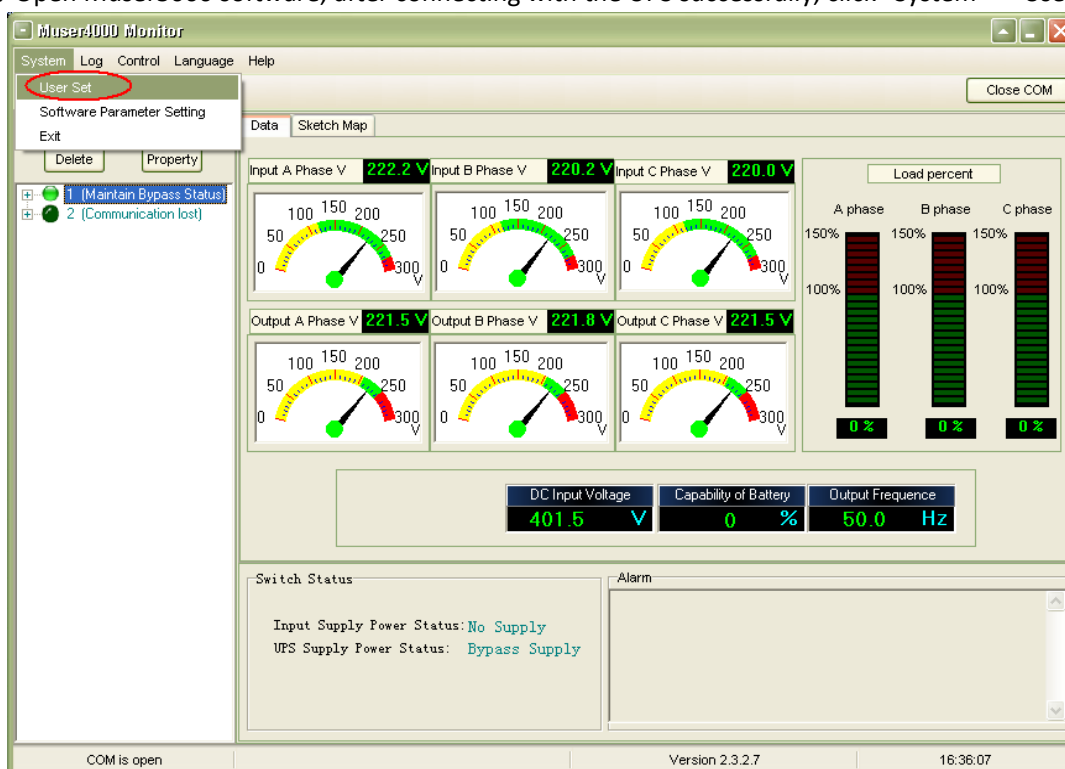 Open Muser5000 software, after connecting with the UPS successfully, click "System"
Muser4000 Monitor
System Log Control Language Help
User Set
Software Parameter Setting
Exit
Close COM
Data Sketch Map
Delete Property
1 (Maintain Bypass Status)
2 (Communication lost)
Input A Phase V 222.2 V Input B Phase V 220.2 V Input C Phase V 220.0 V
0 50 100 150 200 250 300 V
0 50 100 150 200 250 300 V
0 50 100 150 200 250 300 V
Output A Phase V 221.5 V Output B Phase V 221.8 V Output C Phase V 221.5 V
0 50 100 150 200 250 300 V
0 50 100 150 200 250 300 V
0 50 100 150 200 250 300 V
Load percent
A phase B phase C phase
150% 150% 150%
100% 100% 100%
0 % 0 % 0 %
DC Input Voltage Capability of Battery Output Frequence
401.5 V 0 % 50.0 Hz
Switch Status
Input Supply Power Status: No Supply
UPS Supply Power Status: Bypass Supply
Alarm
COM is open Version 2.3.2.7 16:36:07